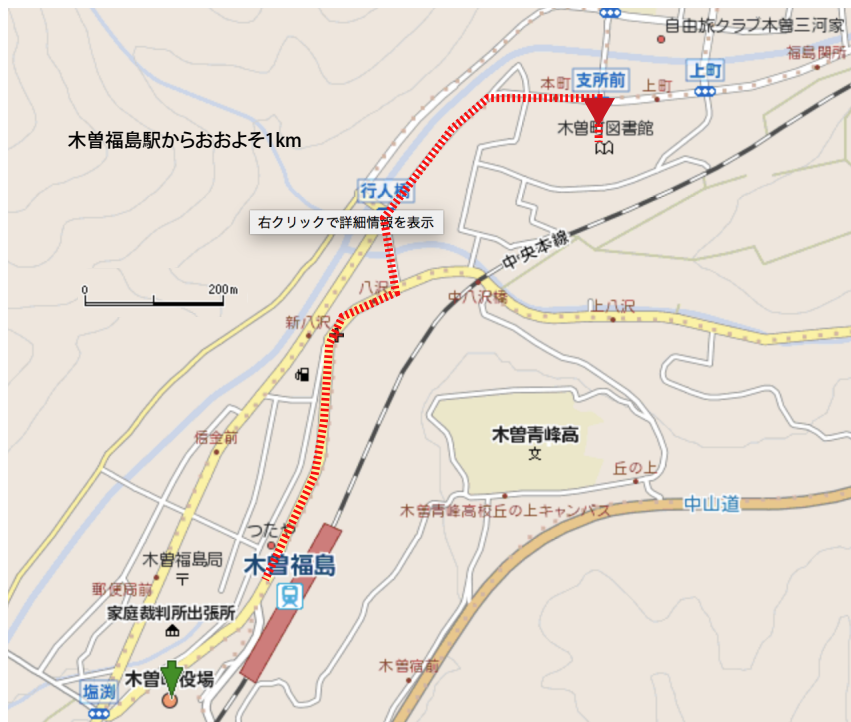 自由旅クラブ木曽三河家
福島関所
本町
支所前
上町
上町
木曽町図書館
木曽福島駅からおおよそ1km
行人橋
右クリックで詳細情報を表示
中央本線
0
200m
八沢
中八沢橋
上八沢
新八沢
木曽青峰高
文
信金前
丘の上
木曽青峰高校丘の上キャンパス
中山道
つたや
木曽福島
木曽福島局
〒
郵便局前
家庭裁判所出張所
木曽宿前
木曽町役場
塩渕